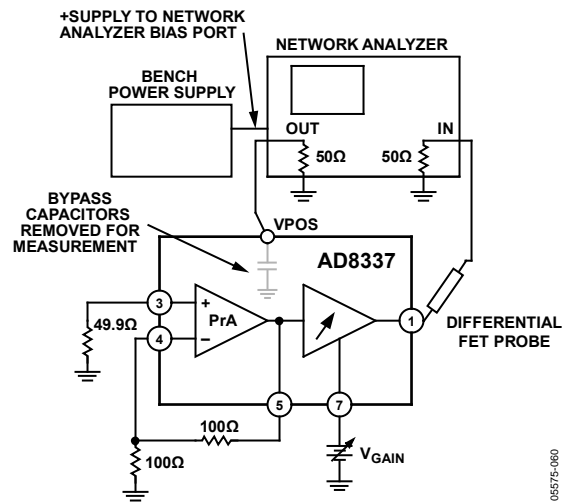 +SUPPLY TO NETWORK
ANALYZER BIAS PORT
NETWORK ANALYZER
BENCH
POWER SUPPLY
OUT
IN
50Ω
50Ω
BYPASS
CAPACITORS
REMOVED FOR
MEASUREMENT
VPOS
AD8337
3
+
PrA
49.9Ω
4
–
1
DIFFERENTIAL
FET PROBE
5
7
100Ω
100Ω
VGAIN
05575-060